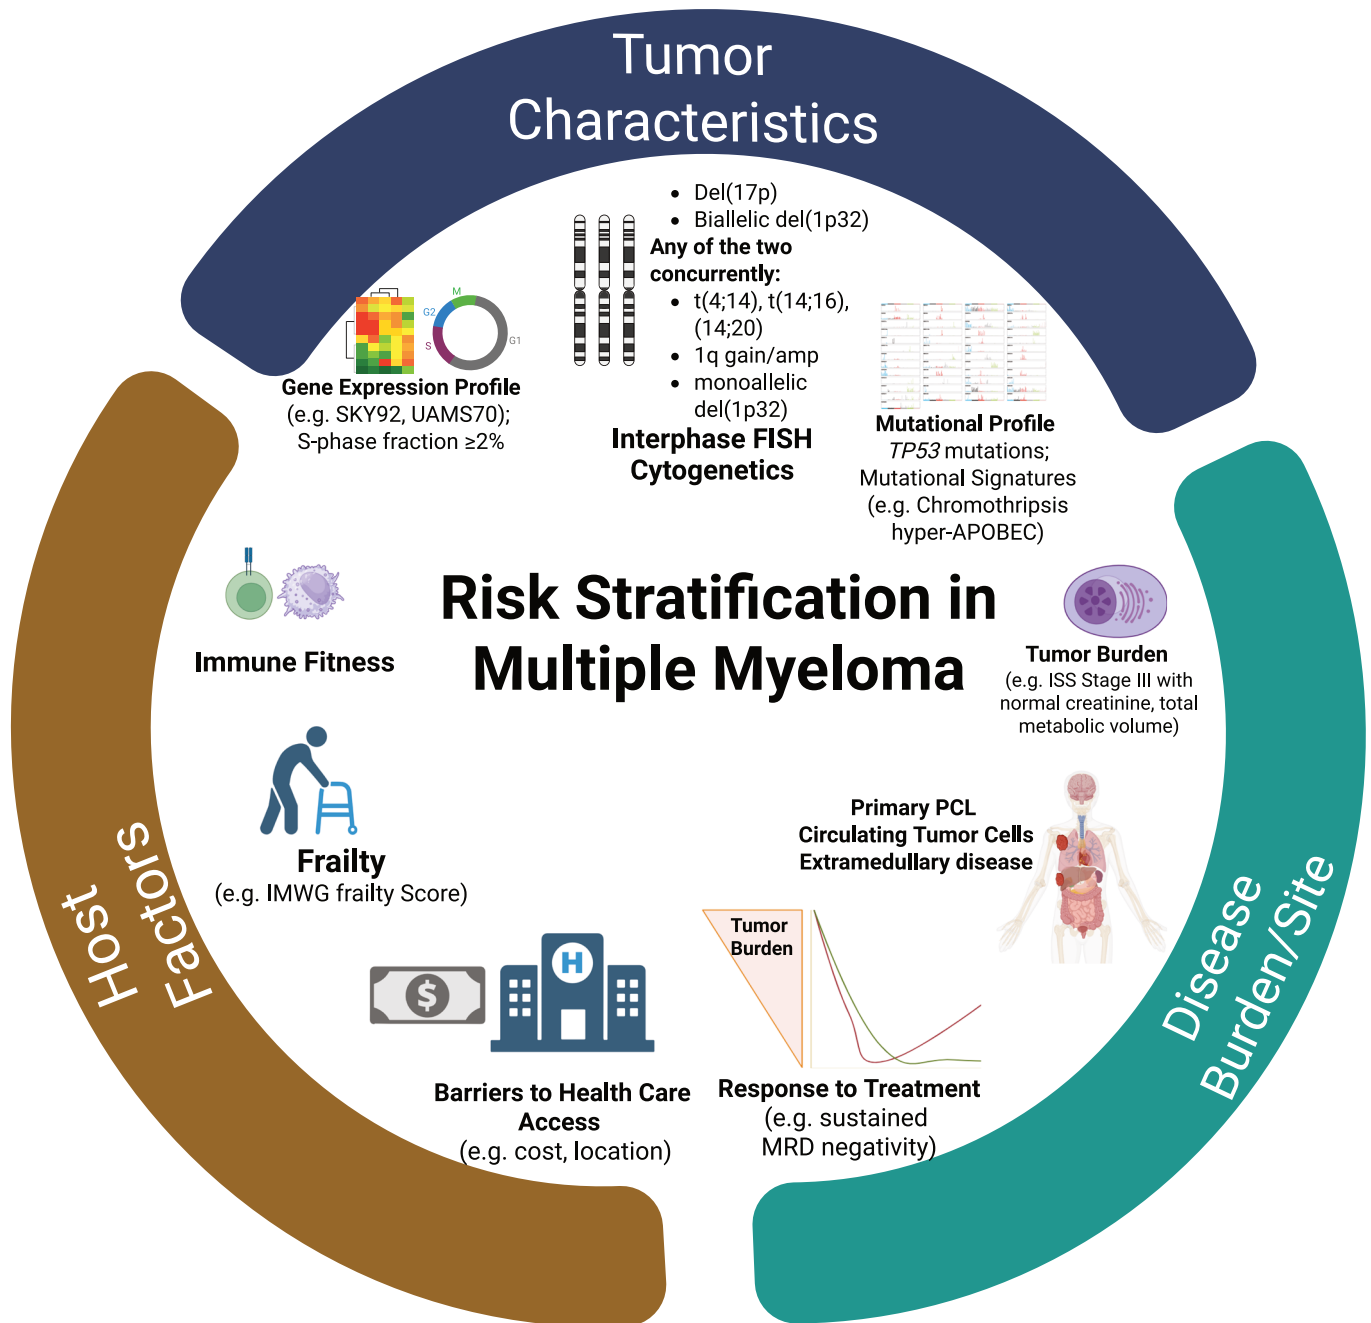 Tumor
Characteristics
• Del(17p)
• Biallelic del(1p32)
Any of the two
concurrently:
• t(4;14), t(14;16),
(14;20)
• 1q gain/amp
• monoallelic
del(1p32)
Interphase FISH
Cytogenetics
M
G2
S
G1
Gene Expression Profile
(e.g. SKY92, UAMS70);
S-phase fraction ≥2%
Mutational Profile
TP53 mutations;
Mutational Signatures
(e.g. Chromothripsis
hyper-APOBEC)
Risk Stratification in
Multiple Myeloma
Immune Fitness
Tumor Burden
(e.g. ISS Stage III with
normal creatinine, total
metabolic volume)
Frailty
(e.g. IMWG frailty Score)
Primary PCL
Circulating Tumor Cells
Extramedullary disease
Host
Factors
Disease
Burden/Site
$
H
Barriers to Health Care
Access
(e.g. cost, location)
Tumor
Burden
Response to Treatment
(e.g. sustained
MRD negativity)